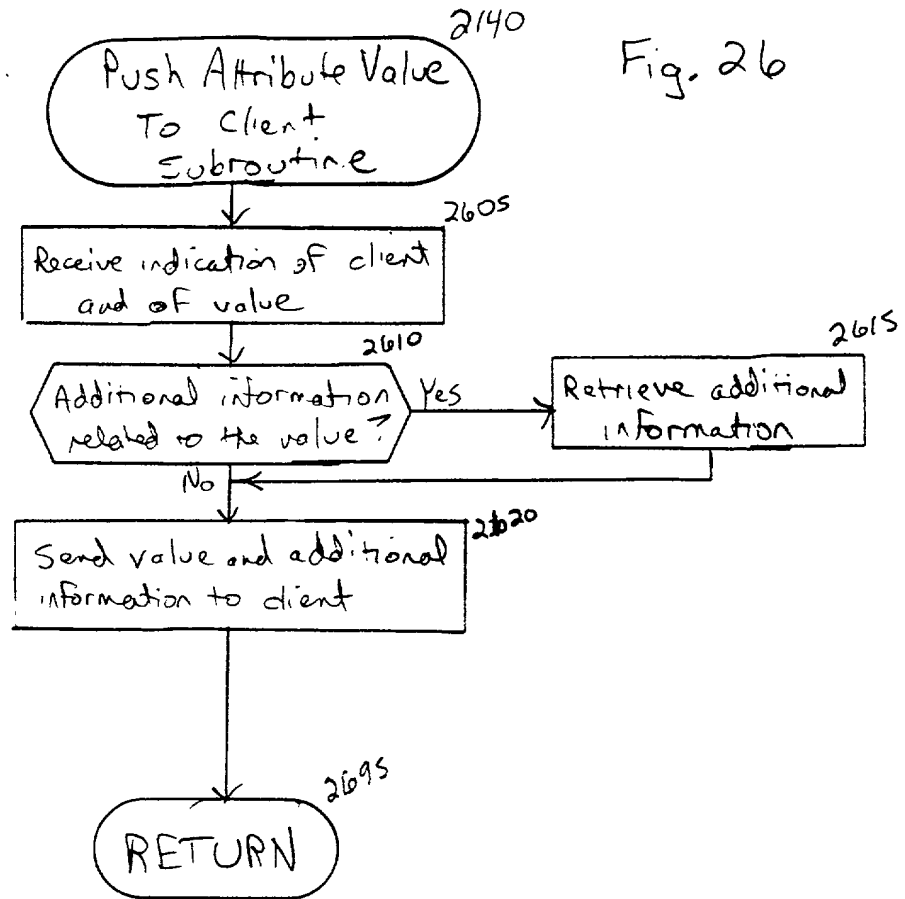 2140
Fig. 26
Push Attribute Value
To Client
Subroutine
2605
Receive indication of client
and of value
2610
2615
Additional information
related to the value?
Yes
Retrieve additional
information
No
2620
Send value and additional
information to client
2695
RETURN